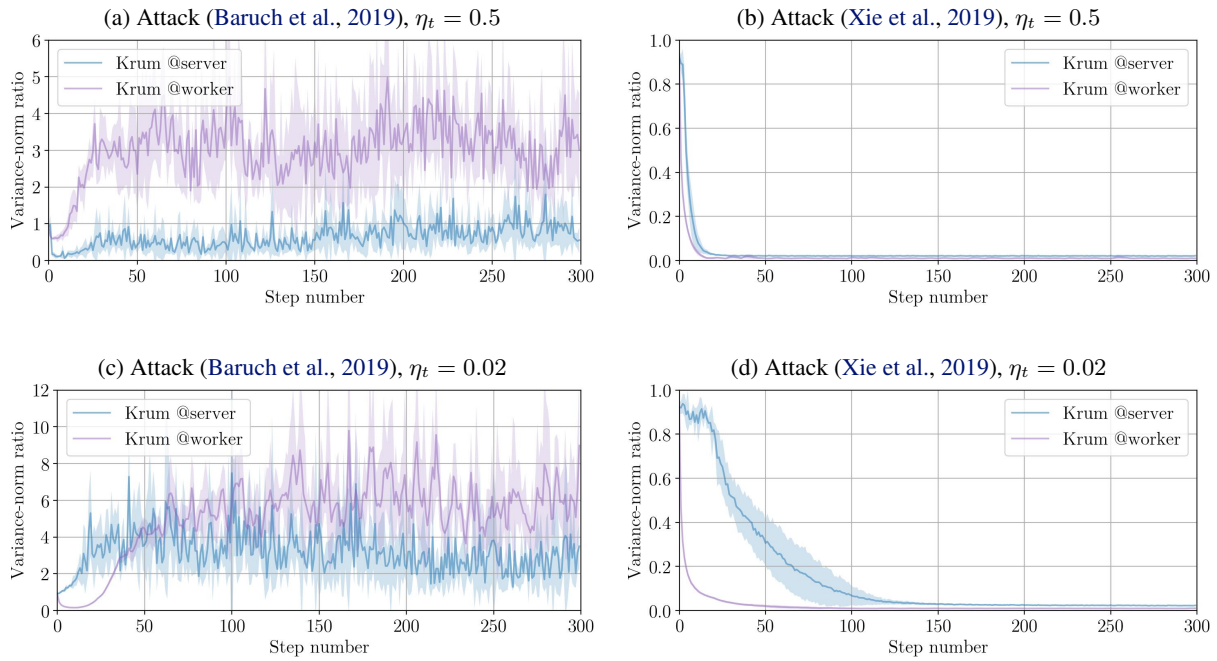 (a) Attack (Baruch et al., 2019), ηt = 0.5
6
5
4
3
2
1
0
Variance-norm ratio
Krum @server
Krum @worker
0 50 100 150 200 250 300
Step number
(b) Attack (Xie et al., 2019), ηt = 0.5
1.0
0.8
0.6
0.4
0.2
0.0
Variance-norm ratio
Krum @server
Krum @worker
0 50 100 150 200 250 300
Step number
(c) Attack (Baruch et al., 2019), ηt = 0.02
12
10
8
6
4
2
0
Variance-norm ratio
Krum @server
Krum @worker
0 50 100 150 200 250 300
Step number
(d) Attack (Xie et al., 2019), ηt = 0.02
1.0
0.8
0.6
0.4
0.2
0.0
Variance-norm ratio
Krum @server
Krum @worker
0 50 100 150 200 250 300
Step number